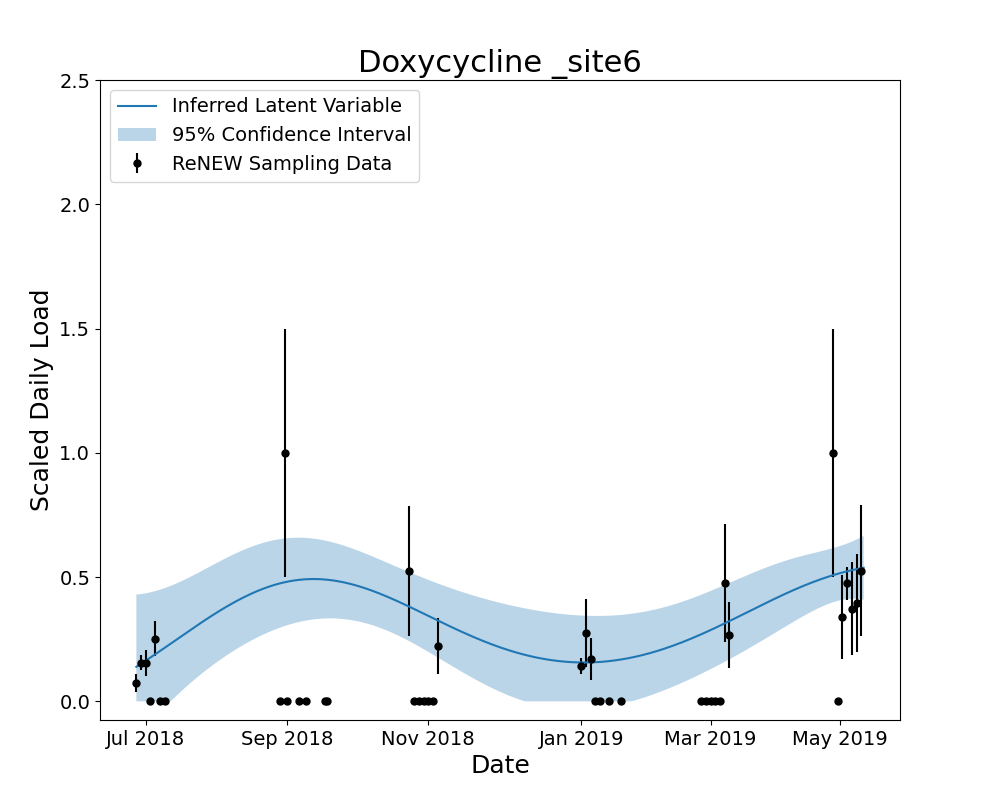 Doxycycline _site6
Inferred Latent Variable
95% Confidence Interval
ReNEW Sampling Data
Scaled Daily Load
2.5
2.0
1.5
1.0
0.5
0.0
Jul 2018 Sep 2018 Nov 2018 Jan 2019 Mar 2019 May 2019
Date